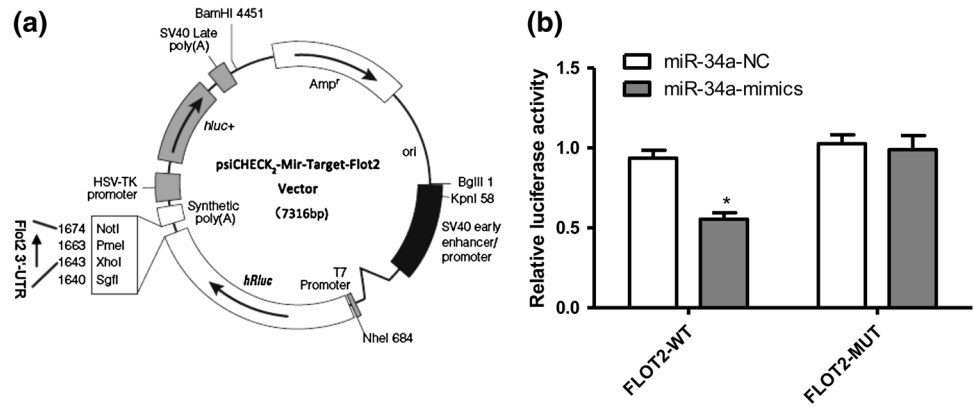 (a)
BamHI 4451
SV40 Late
poly(A)
Ampʳ
hluc+
ori
psiCHECK₂-Mir-Target-Flot2
Vector
(7316bp)
HSV-TK
promoter
Synthetic
poly(A)
BglII 1
KpnI 58
SV40 early
enhancer/
promoter
Flot2 3'-UTR
1674 NotI
1663 PmeI
1643 XhoI
1640 SgfI
hRluc
T7
Promoter
NheI 684
(b)
miR-34a-NC
miR-34a-mimics
Relative luciferase activity
1.5
1.0
0.5
0.0
*
FLOT2-WT
FLOT2-MUT